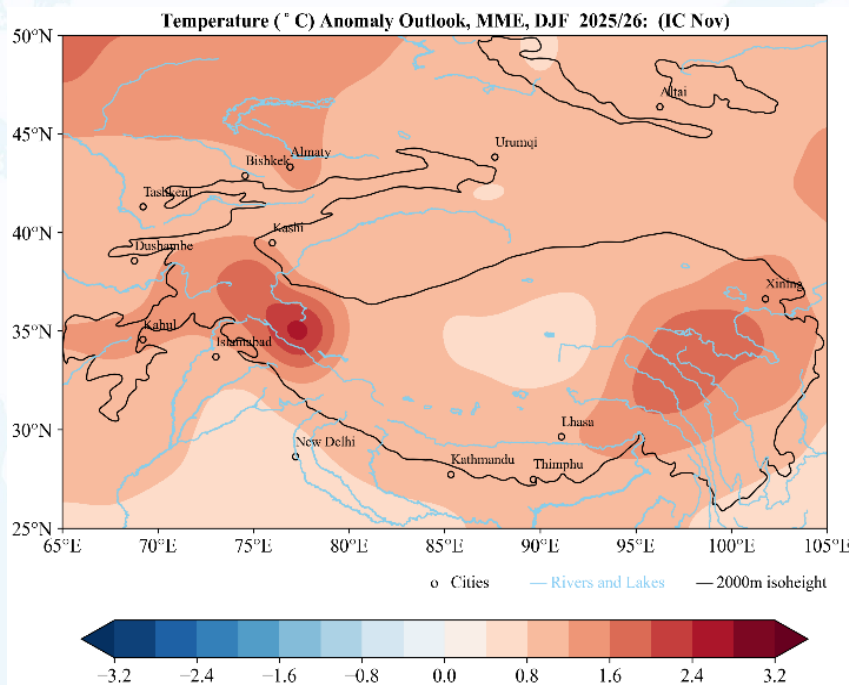 Temperature (˚C) Anomaly Outlook, MME, DJF 2025/26: (IC Nov)
50°N
Altai
45°N
Urumqi
Almaty
Bishkek
Tashkent
40°N
Kashi
Dushambe
Xining
35°N
Kabul
Islamabad
30°N
Lhasa
New Delhi
Kathmandu
Thimphu
25°N
65°E 70°E 75°E 80°E 85°E 90°E 95°E 100°E 105°E
Cities Rivers and Lakes 2000m isoheight
−3.2 −2.4 −1.6 −0.8 0.0 0.8 1.6 2.4 3.2